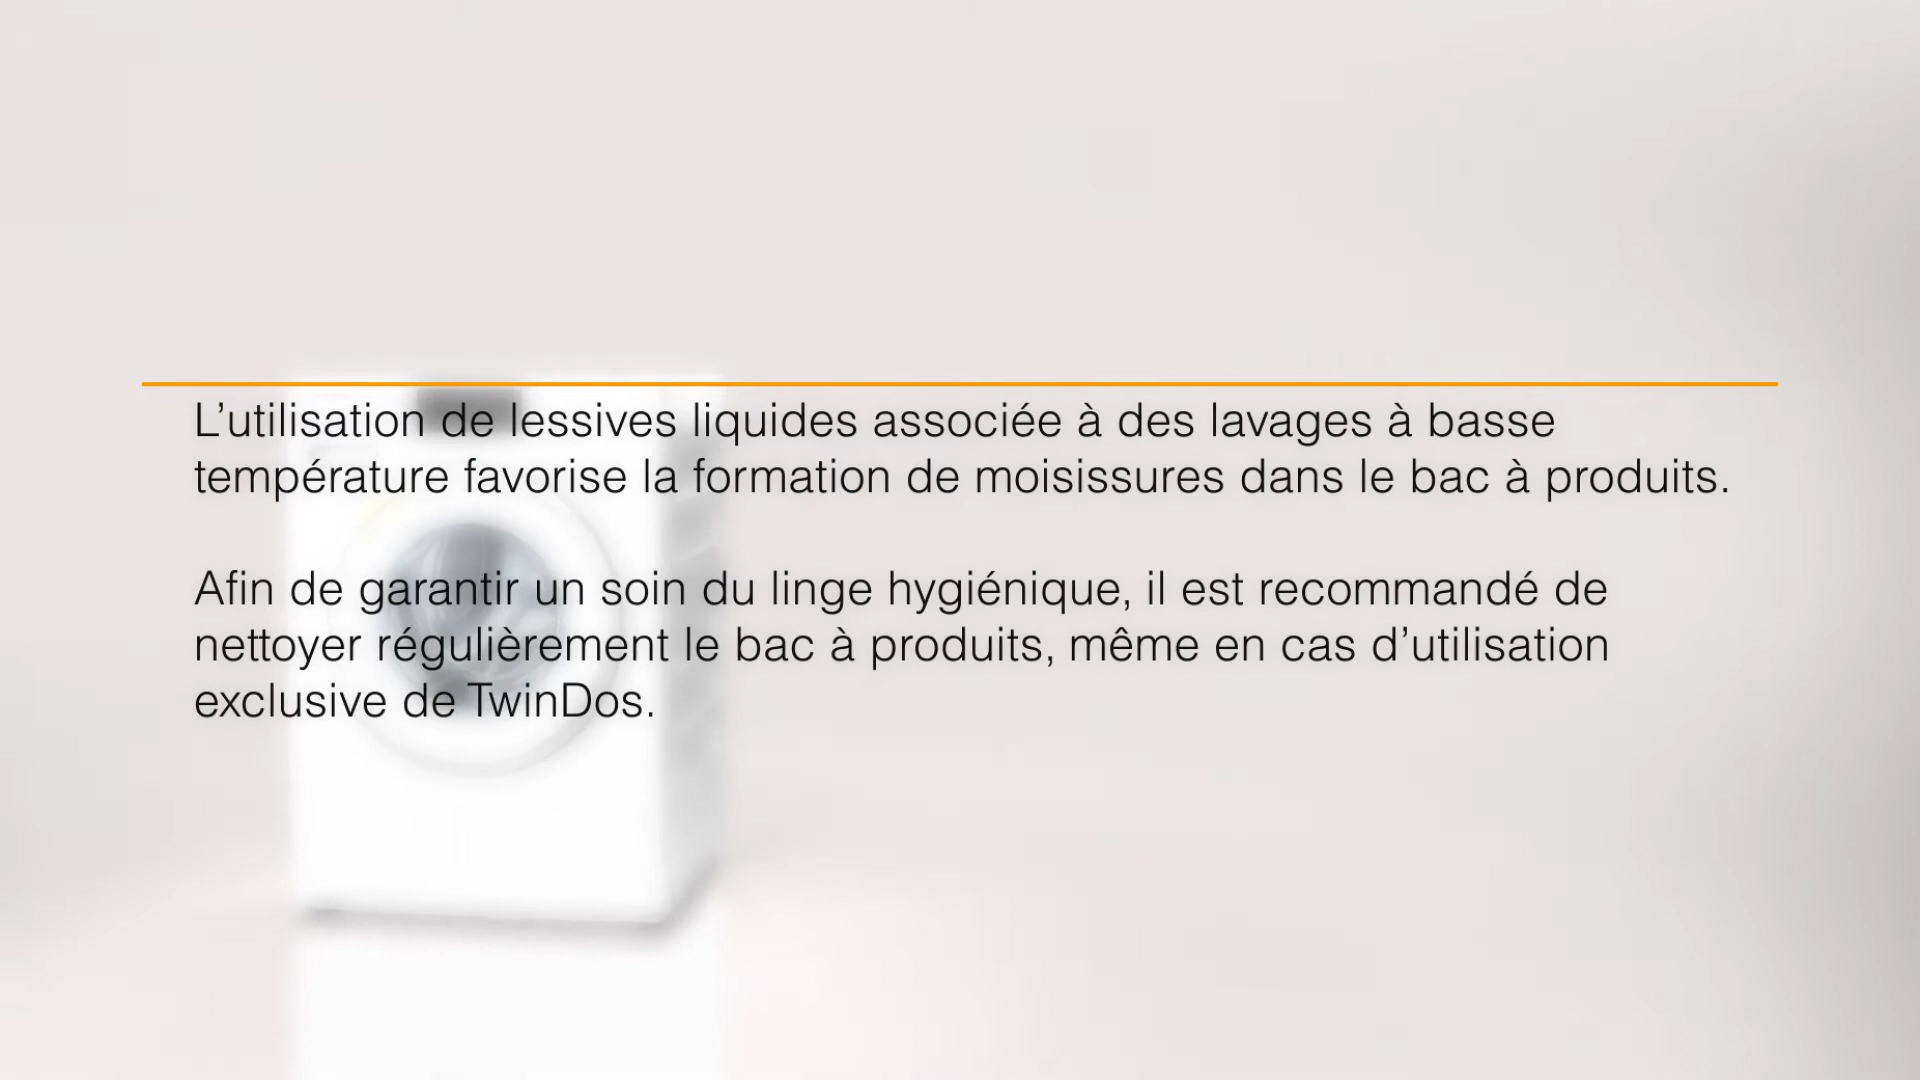 L’utilisation de lessives liquides associée à des lavages à basse
température favorise la formation de moisissures dans le bac à produits.
Afin de garantir un soin du linge hygiénique, il est recommandé de
nettoyer régulièrement le bac à produits, même en cas d’utilisation
exclusive de TwinDos.